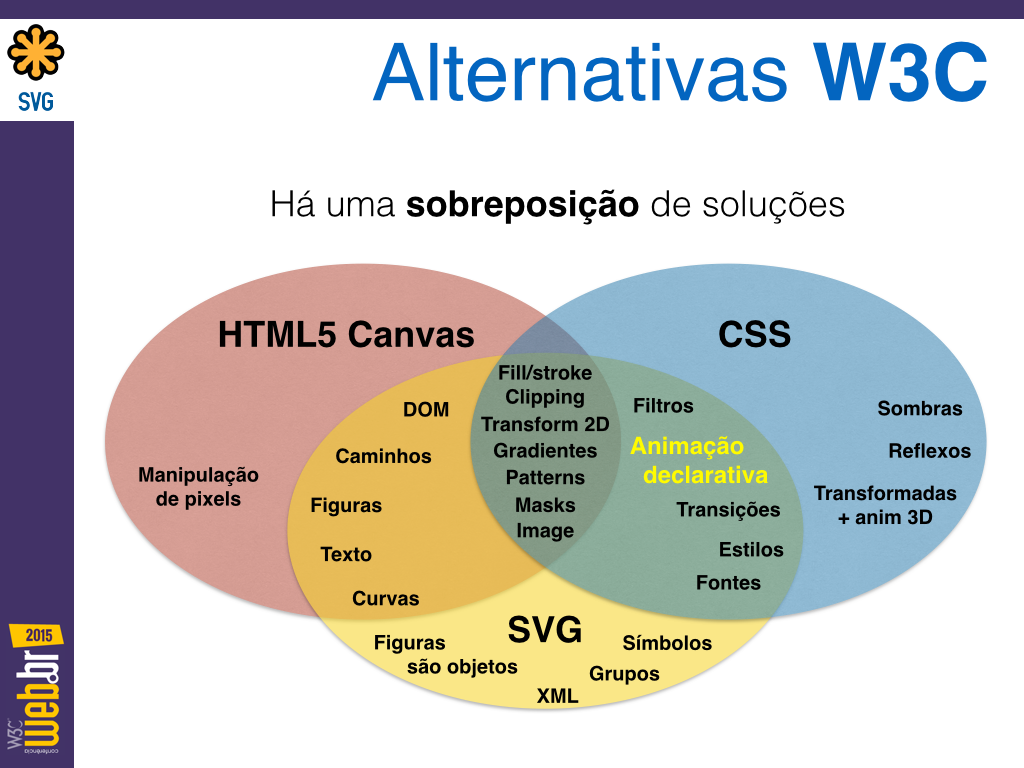 SVG
Alternativas W3C
Há uma sobreposição de soluções
HTML5 Canvas
CSS
Fill/stroke
Clipping
Transform 2D
Gradientes
Patterns
Masks
Image
DOM
Caminhos
Figuras
Texto
Curvas
Manipulação
de pixels
Filtros
Animação
declarativa
Transições
Estilos
Fontes
Sombras
Reflexos
Transformadas
+ anim 3D
SVG
Figuras
são objetos
XML
Grupos
Símbolos
2015
W3C
web.br
conferência